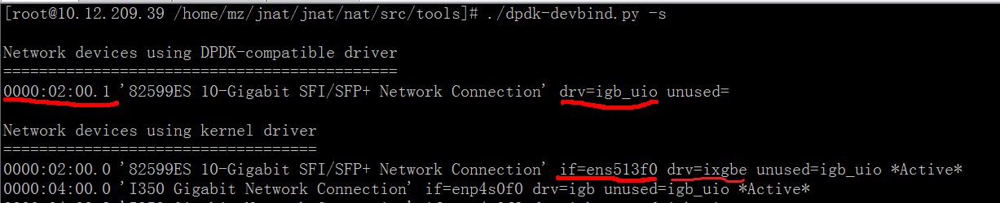 [root@10.12.209.39 /home/mz/jnat/jnat/nat/src/tools]# ./dpdk-devbind.py -s
Network devices using DPDK-compatible driver
============================================
0000:02:00.1 '82599ES 10-Gigabit SFI/SFP+ Network Connection' drv=igb_uio unused=
Network devices using kernel driver
===================================
0000:02:00.0 '82599ES 10-Gigabit SFI/SFP+ Network Connection' if=ens513f0 drv=ixgbe unused=igb_uio *Active*
0000:04:00.0 'I350 Gigabit Network Connection' if=enp4s0f0 drv=igb unused=igb_uio *Active*